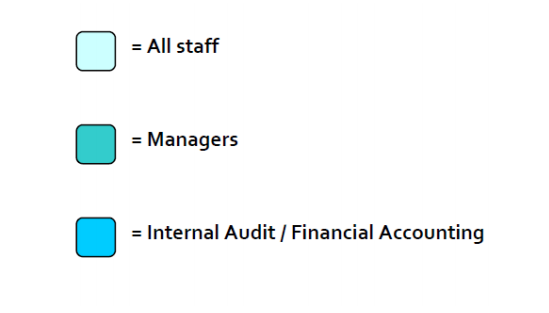 = All staff
= Managers
= Internal Audit / Financial Accounting